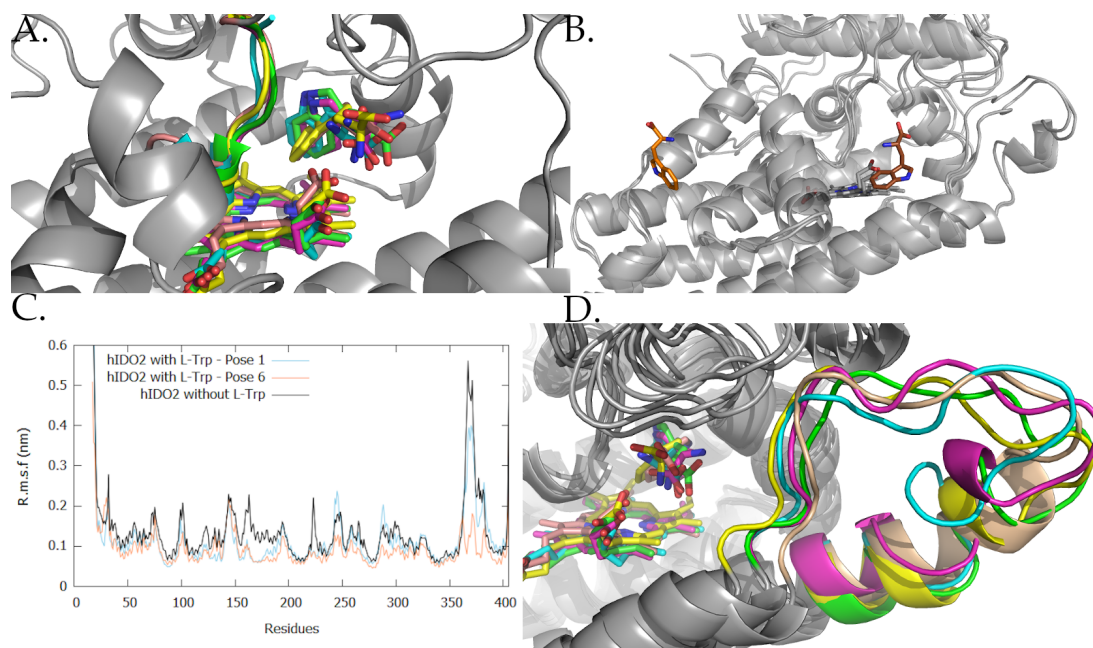 A.
B.
C.
D.
0.6
0.5
0.4
0.3
0.2
0.1
0
R.m.s.f (nm)
hIDO2 with L-Trp - Pose 1
hIDO2 with L-Trp - Pose 6
hIDO2 without L-Trp
0 50 100 150 200 250 300 350 400
Residues